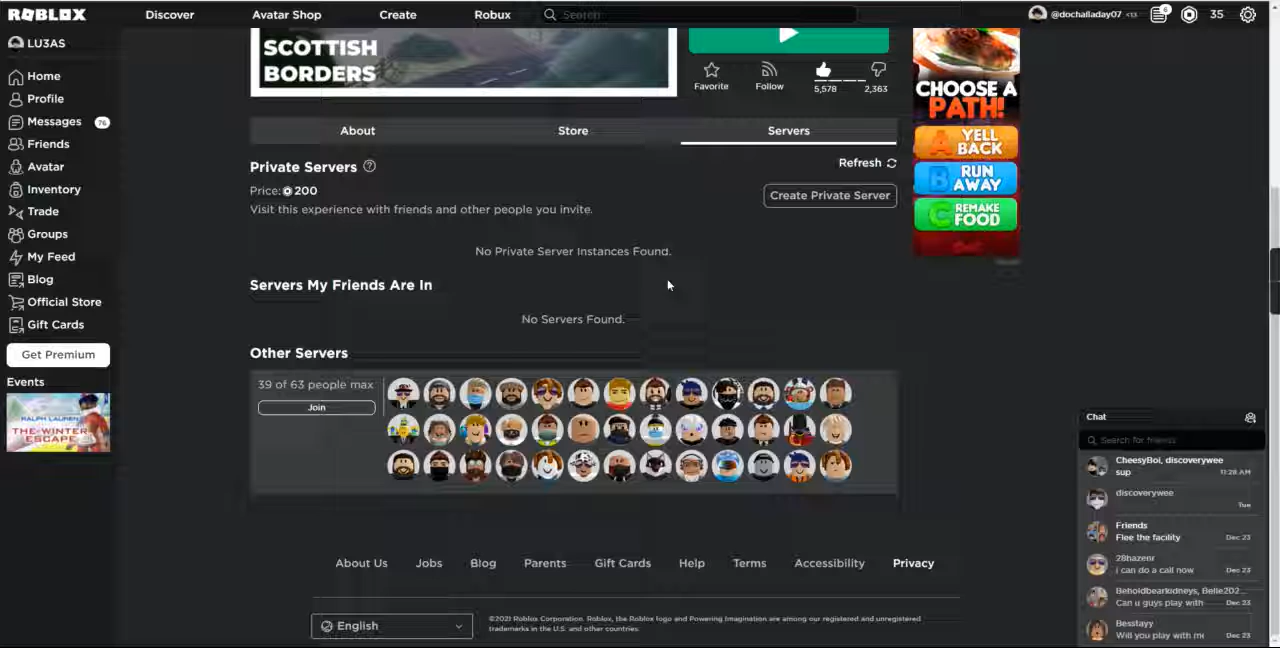 ROBLOX
Discover
Avatar Shop
Create
Robux
Search
@dochalladay07 <13
6
35
LU3AS
Home
Profile
Messages 76
Friends
Avatar
Inventory
Trade
Groups
My Feed
Blog
Official Store
Gift Cards
Get Premium
Events
RALPH LAUREN
THE WINTER
ESCAPE
SCOTTISH
BORDERS
Favorite
Follow
5,578
2,363
About
Store
Servers
Private Servers
Refresh
Price: 200
Create Private Server
Visit this experience with friends and other people you invite.
No Private Server Instances Found.
Servers My Friends Are In
No Servers Found.
Other Servers
39 of 63 people max
Join
CHOOSE A
PATH!
A YELL
BACK
B RUN
AWAY
C REMAKE
FOOD
Chat
Search for friends
CheesyBoi, discoverywee
sup 11:28 AM
discoverywee
Tue
Friends
Flee the facility Dec 23
28hazenr
i can do a call now Dec 23
Beholdbearkidneys, Belle202...
Can u guys play with Dec 23
Besstayy
Will you play with me Dec 23
About Us
Jobs
Blog
Parents
Gift Cards
Help
Terms
Accessibility
Privacy
English
©2021 Roblox Corporation. Roblox, the Roblox logo and Powering Imagination are among our registered and unregistered
trademarks in the U.S. and other countries.